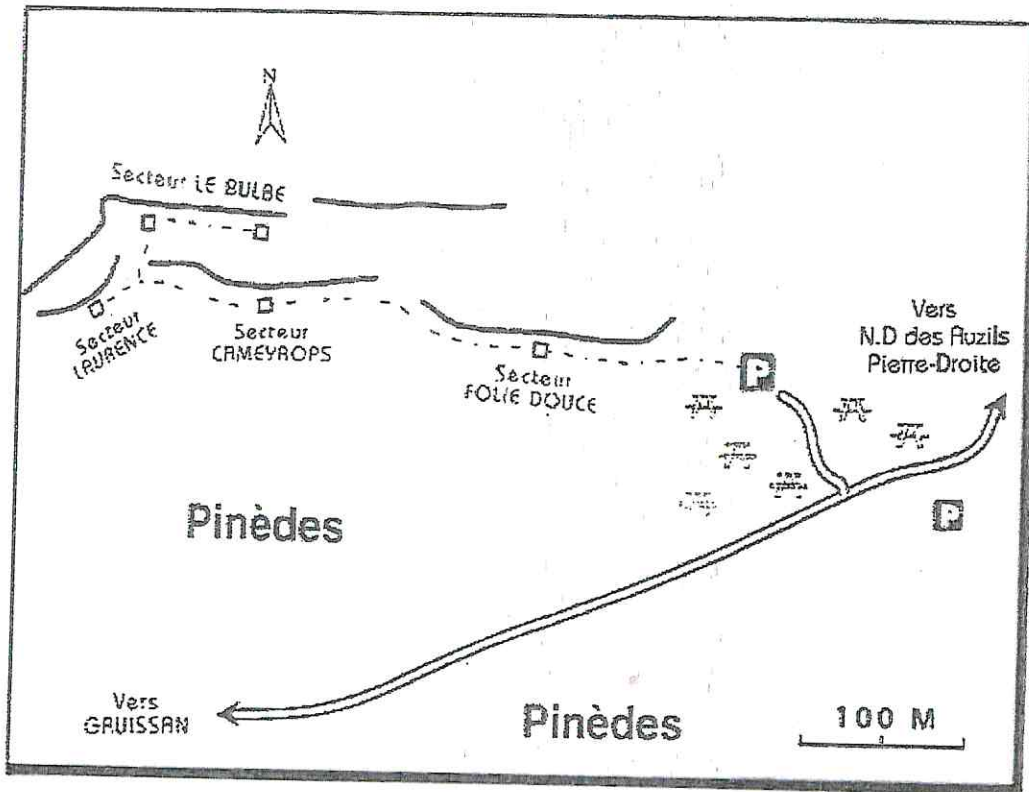 N
Secteur LE BULBE
Secteur
LAURENCE
Secteur
CAMEYROPS
Secteur
FOLIE DOUCE
P
Vers
N.D des Auzils
Pierre-Droite
P
Pinèdes
Vers
GRUISSAN
Pinèdes
100 M